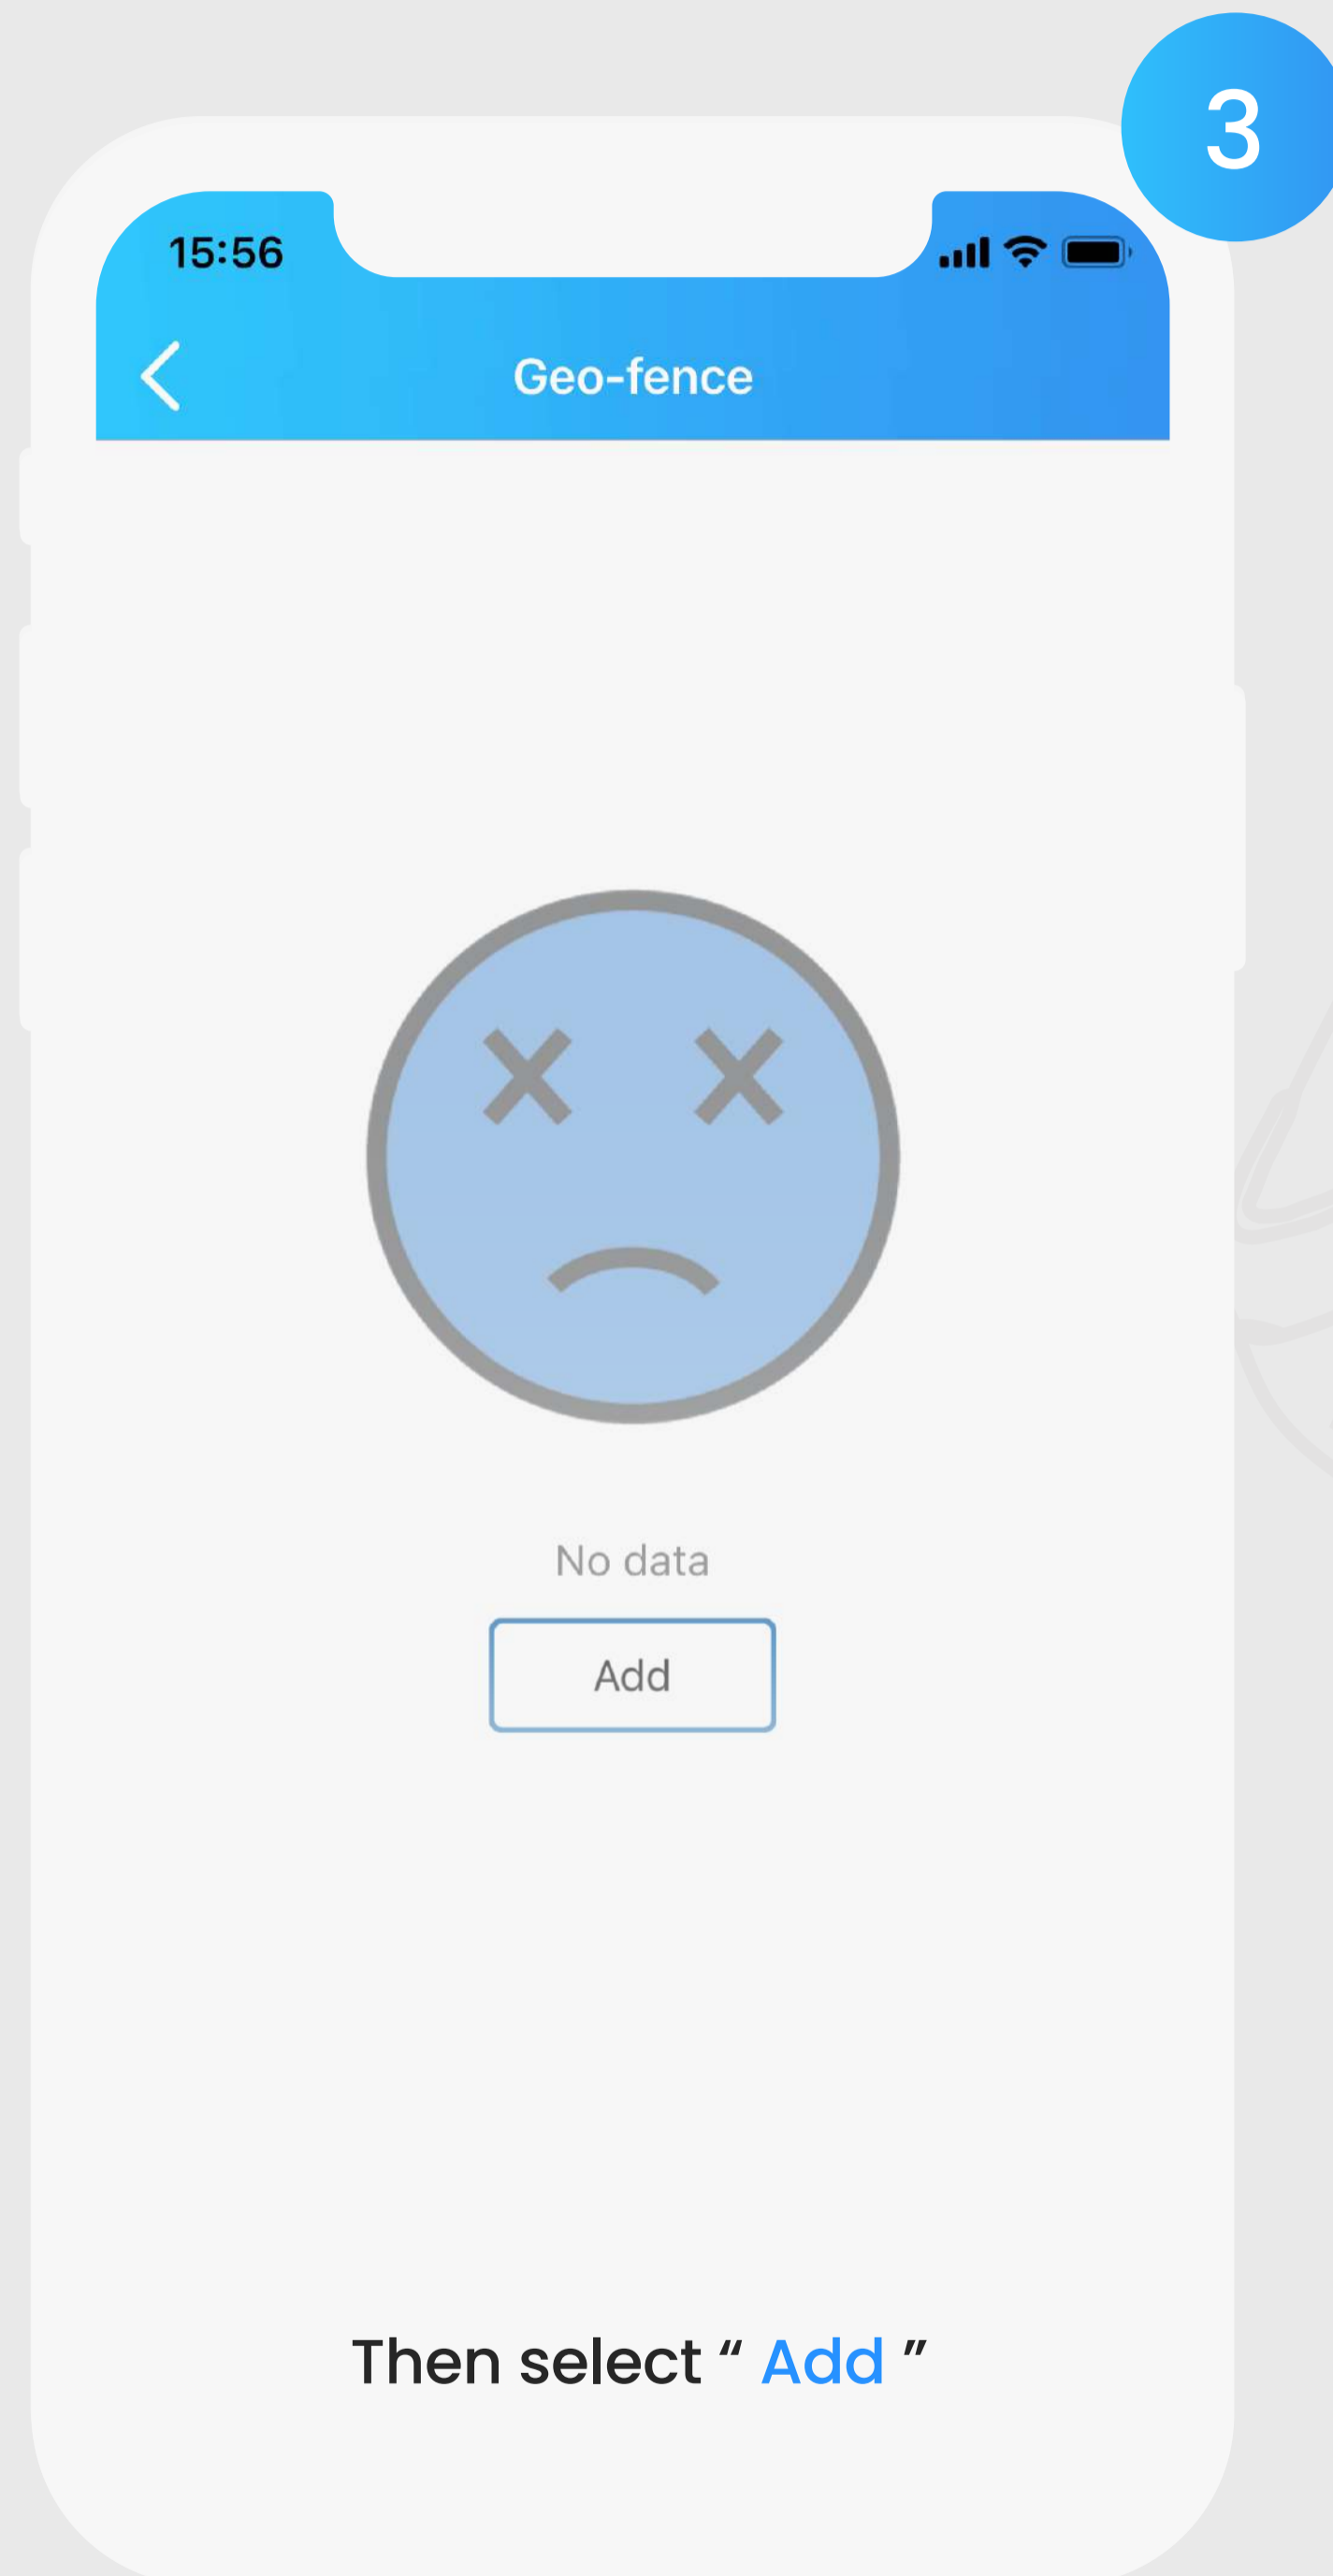 3
15:56
Geo-fence
No data
Add
Then select “ Add ”